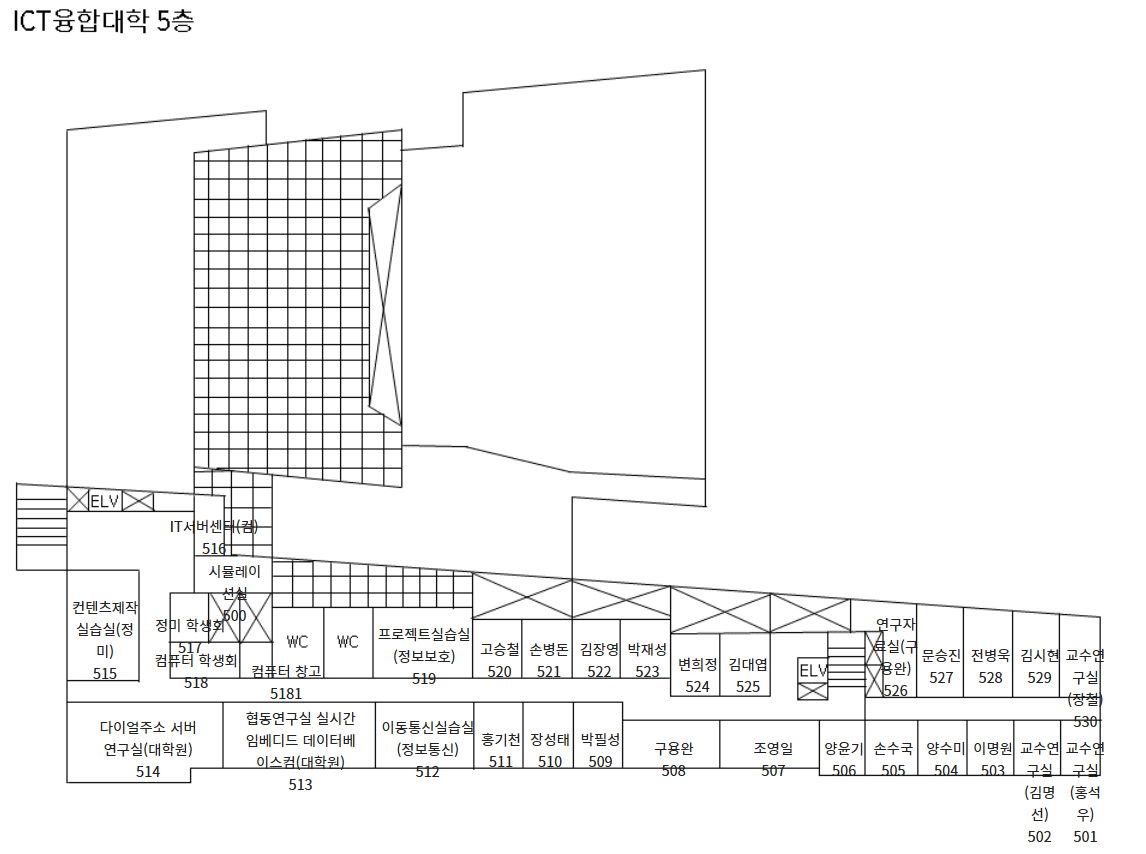 ICT융합대학 5층
ELV
IT서버센터(컴)
516
시뮬레이
션실
500
컨텐츠제작
실습실(정
미)
515
정미 학생회
517
컴퓨터 학생회
518
WC
WC
컴퓨터 창고
5181
프로젝트실습실
(정보보호)
519
고승철
520
손병돈
521
김장영
522
박재성
523
변희정
524
김대엽
525
ELV
연구자
료실(구
용완)
526
문승진
527
전병욱
528
김시현
529
교수연
구실
(장철)
530
다이얼주소 서버
연구실(대학원)
514
협동연구실 실시간
임베디드 데이터베
이스컴(대학원)
513
이동통신실습실
(정보통신)
512
홍기천
511
장성태
510
박필성
509
구용완
508
조영일
507
양윤기
506
손수국
505
양수미
504
이명원
503
교수연
구실
(김명
선)
502
교수연
구실
(홍석
우)
501